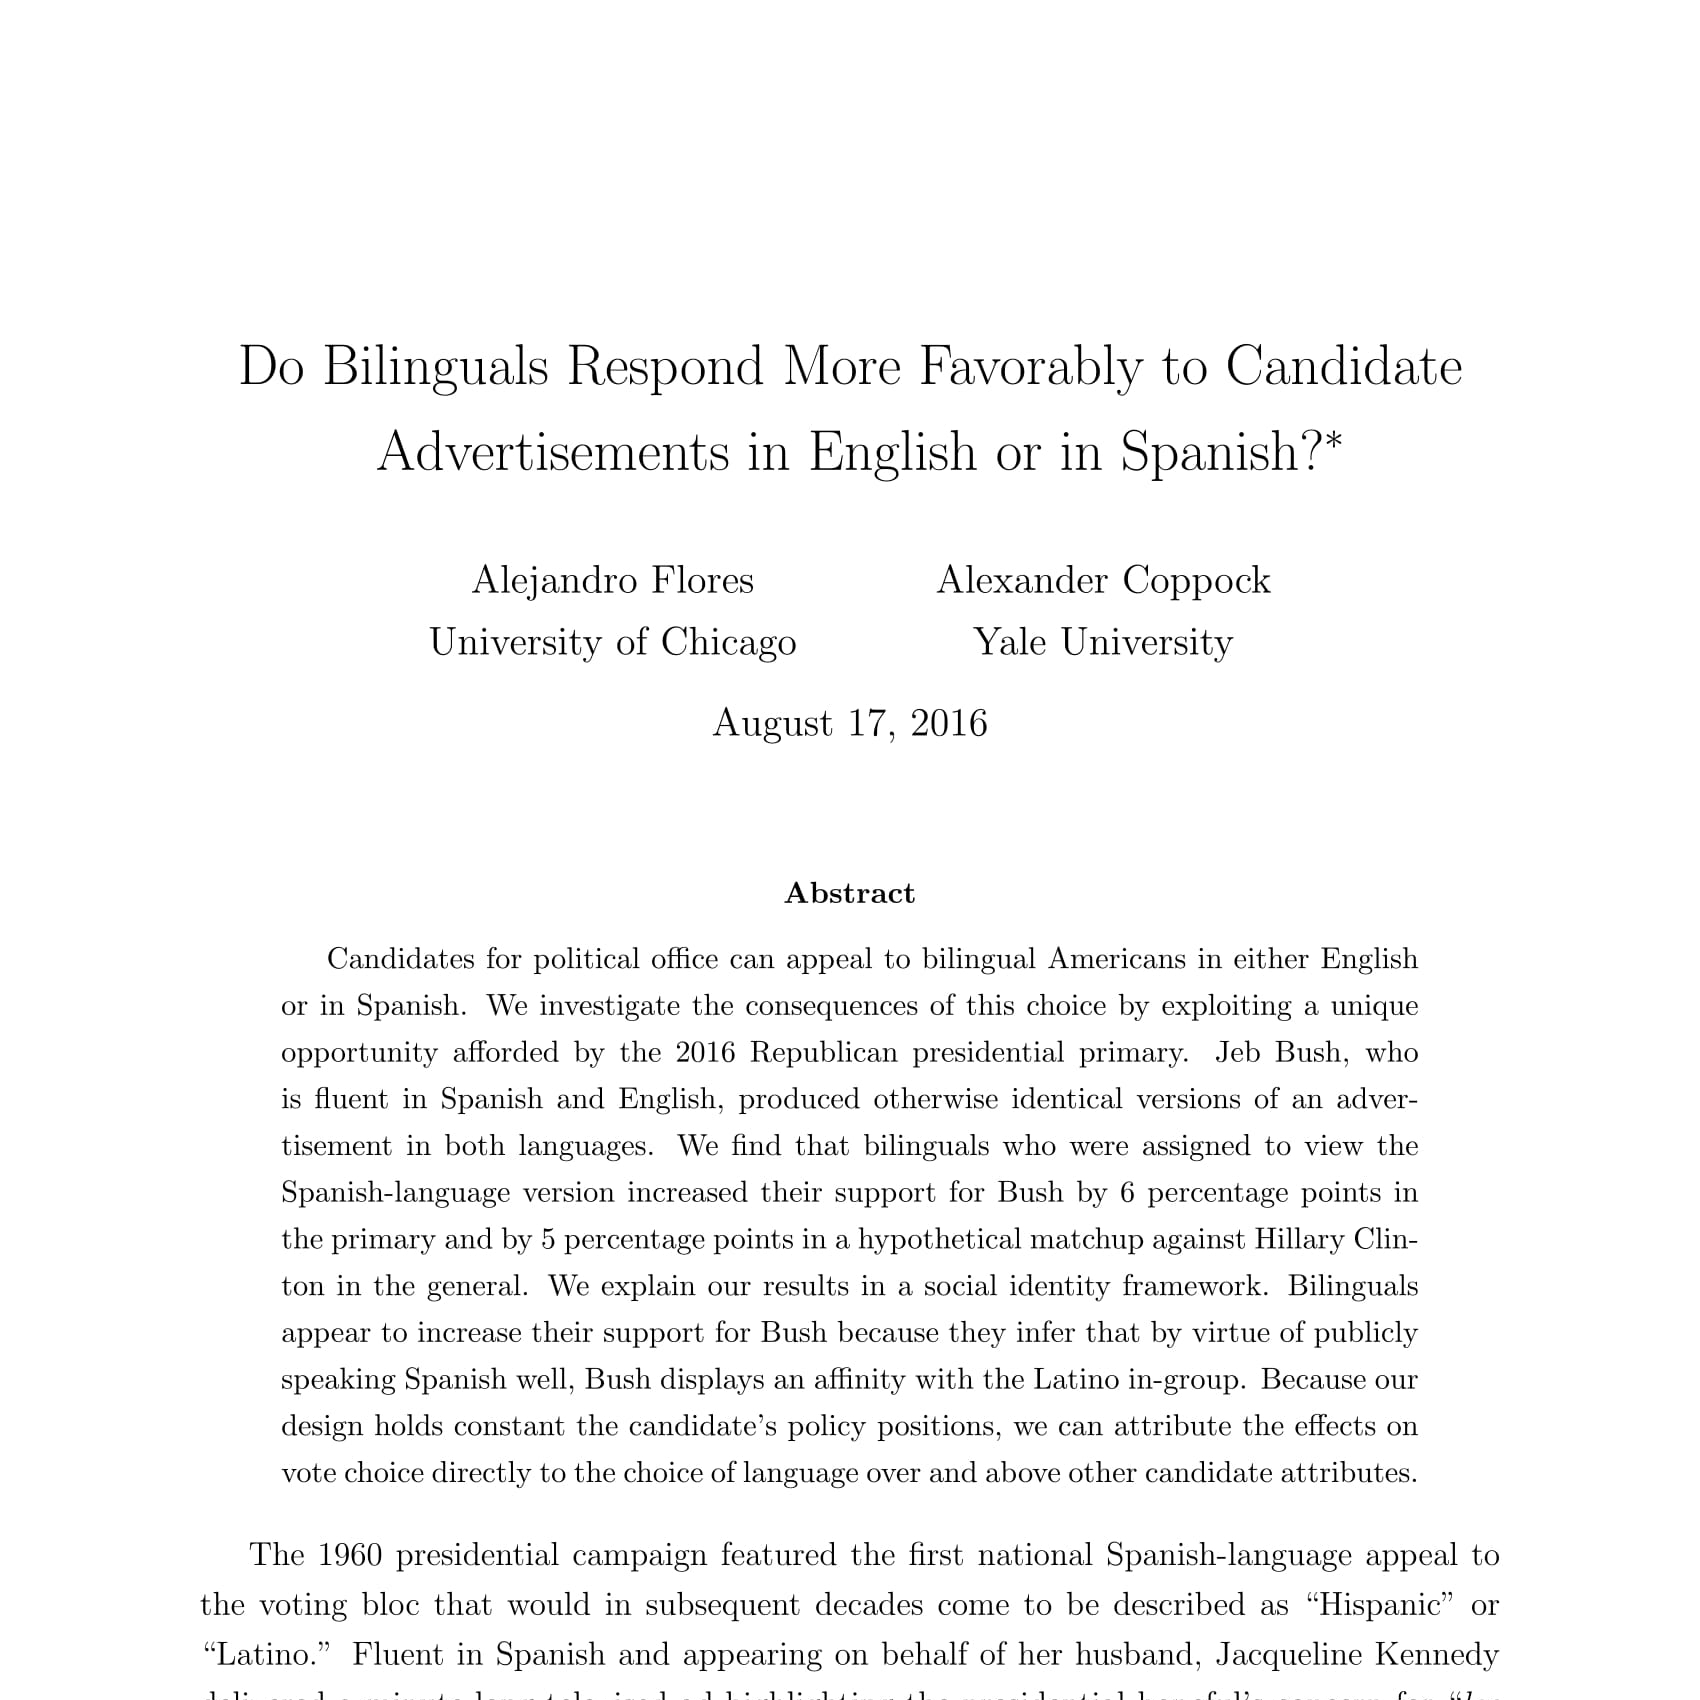 Do Bilinguals Respond More Favorably to Candidate
Advertisements in English or in Spanish?*
Alejandro Flores
University of Chicago
Alexander Coppock
Yale University
August 17, 2016
Abstract
Candidates for political office can appeal to bilingual Americans in either English
or in Spanish. We investigate the consequences of this choice by exploiting a unique
opportunity afforded by the 2016 Republican presidential primary. Jeb Bush, who
is fluent in Spanish and English, produced otherwise identical versions of an adver-
tisement in both languages. We find that bilinguals who were assigned to view the
Spanish-language version increased their support for Bush by 6 percentage points in
the primary and by 5 percentage points in a hypothetical matchup against Hillary Clin-
ton in the general. We explain our results in a social identity framework. Bilinguals
appear to increase their support for Bush because they infer that by virtue of publicly
speaking Spanish well, Bush displays an affinity with the Latino in-group. Because our
design holds constant the candidate's policy positions, we can attribute the effects on
vote choice directly to the choice of language over and above other candidate attributes.
The 1960 presidential campaign featured the first national Spanish-language appeal to
the voting bloc that would in subsequent decades come to be described as “Hispanic” or
“Latino.” Fluent in Spanish and appearing on behalf of her husband, Jacqueline Kennedy